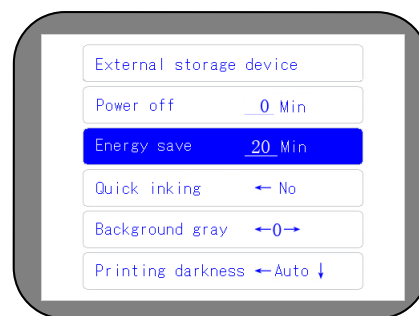 External storage device
Power off 0 Min
Energy save 20 Min
Quick inking ← No
Background gray ←0→
Printing darkness ←Auto ↓